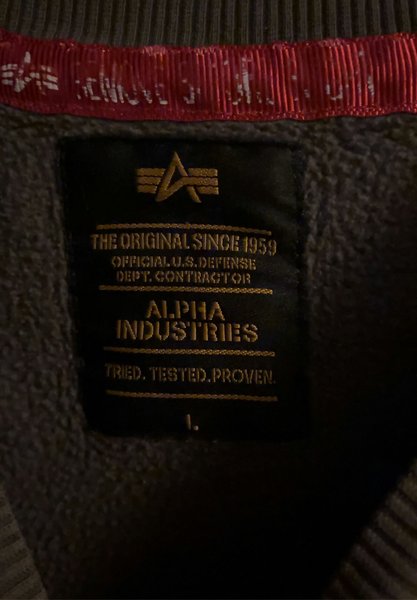 THE ORIGINAL SINCE 1959
OFFICIAL U.S. DEFENSE
DEPT. CONTRACTOR
ALPHA
INDUSTRIES
TRIED. TESTED. PROVEN.
L